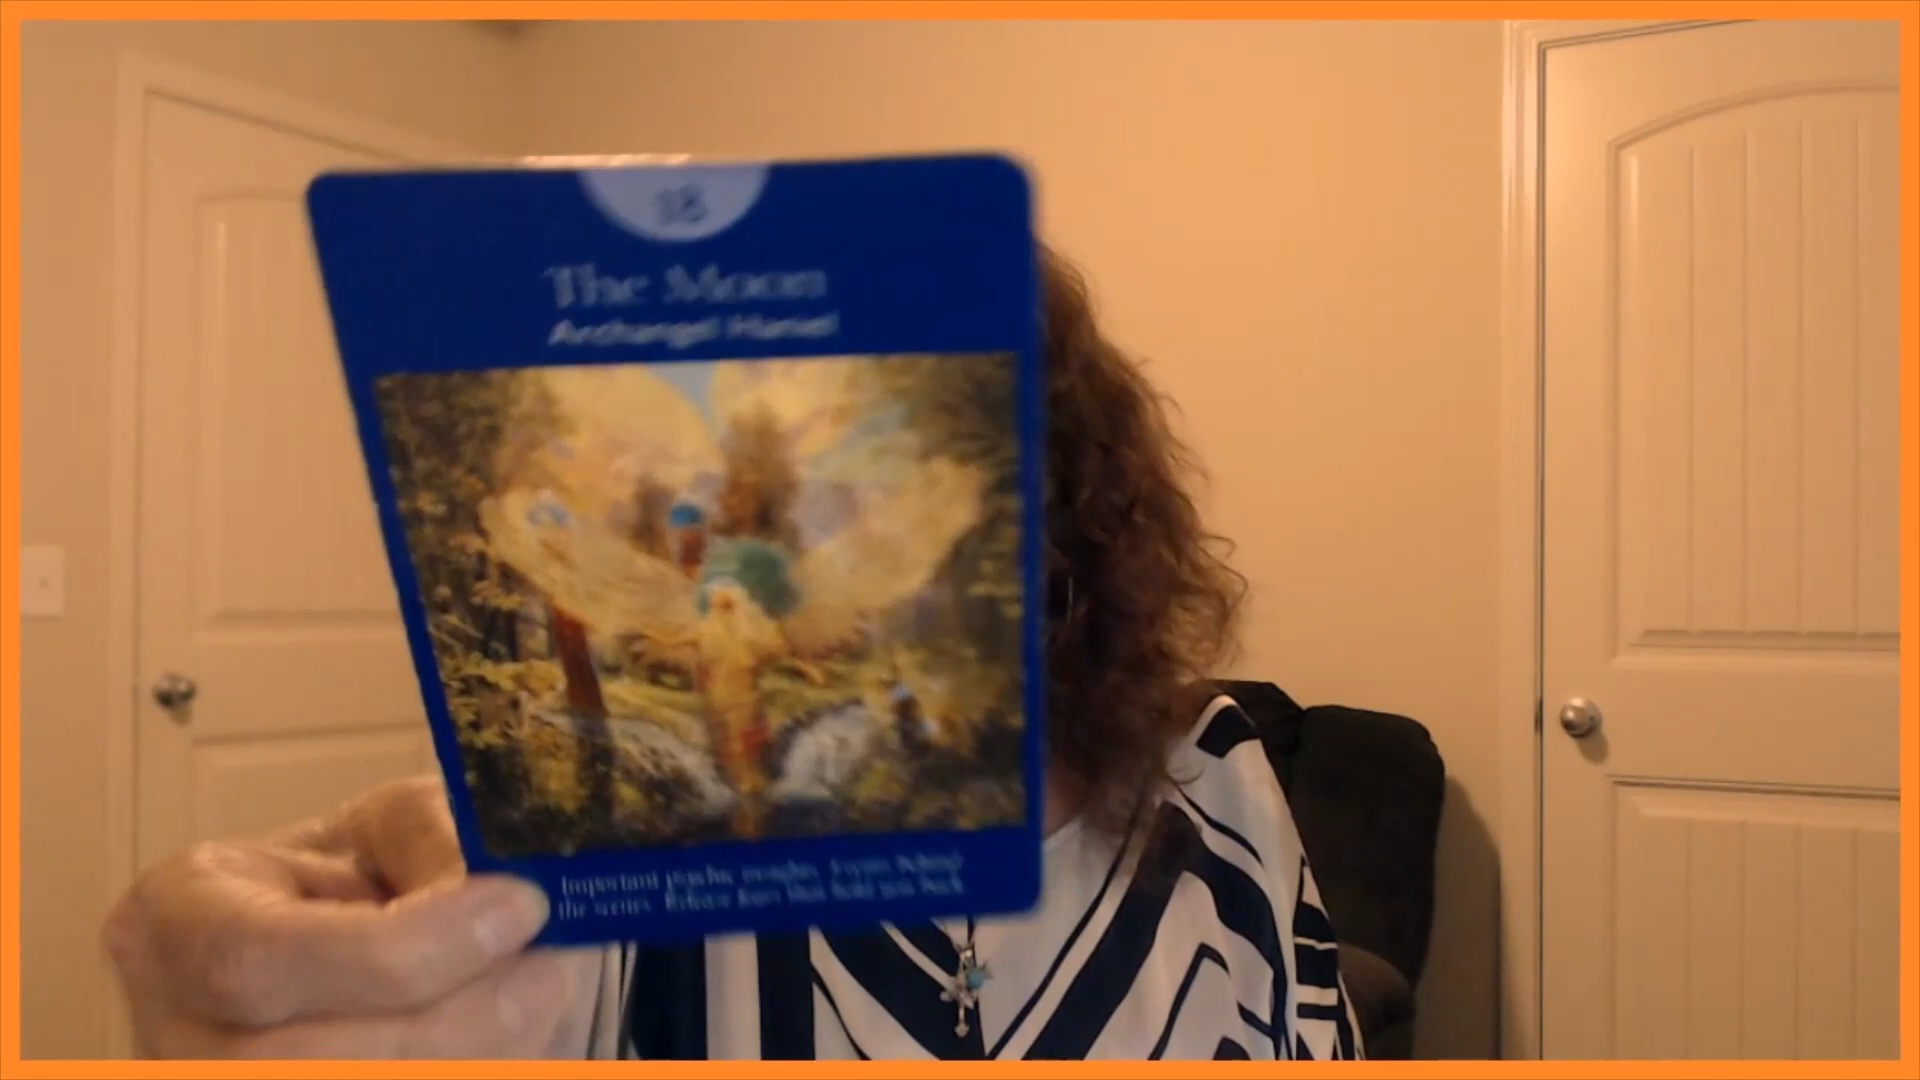 18
The Moon
Archangel Haniel
Important psychic insights. Events behind
the scenes. Release fears that hold you back